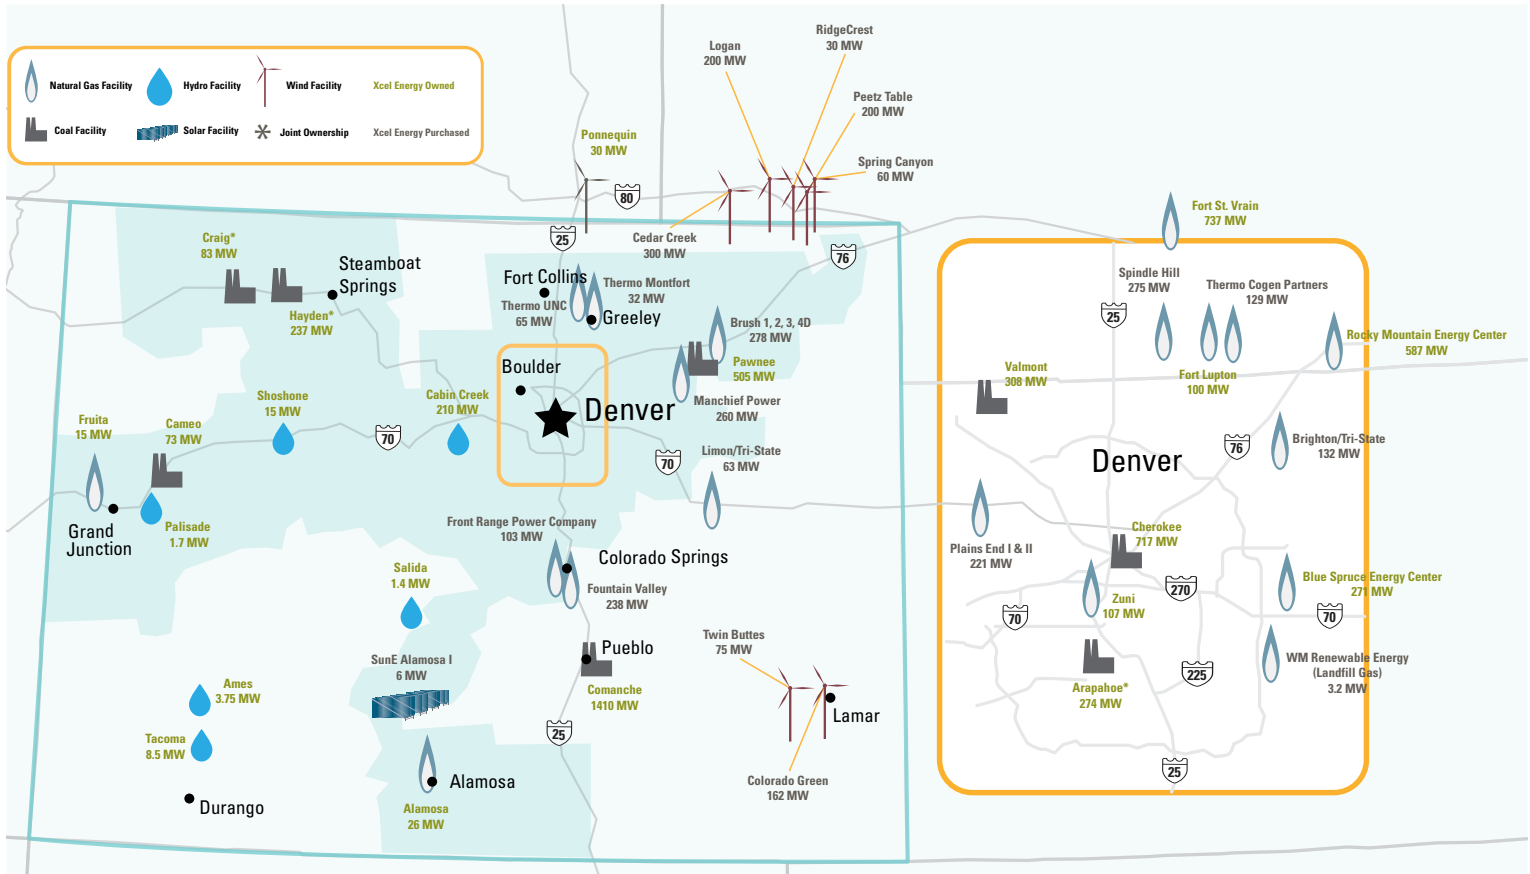 Natural Gas Facility
Hydro Facility
Wind Facility
Xcel Energy Owned
Coal Facility
Solar Facility
Joint Ownership
Xcel Energy Purchased
Logan
200 MW
RidgeCrest
30 MW
Peetz Table
200 MW
Spring Canyon
60 MW
Ponnequin
30 MW
80
Cedar Creek
300 MW
25
76
Craig*
83 MW
Steamboat
Springs
Hayden*
237 MW
Fort Collins
Thermo Montfort
32 MW
Thermo UNC
65 MW
Greeley
Brush 1, 2, 3, 4D
278 MW
Pawnee
505 MW
Manchief Power
260 MW
Boulder
Denver
Cabin Creek
210 MW
Shoshone
15 MW
70
Fruita
15 MW
Cameo
73 MW
Grand
Junction
Palisade
1.7 MW
70
Limon/Tri-State
63 MW
Front Range Power Company
103 MW
Colorado Springs
Fountain Valley
238 MW
Salida
1.4 MW
SunE Alamosa I
6 MW
Pueblo
Comanche
1410 MW
25
Twin Buttes
75 MW
Lamar
Colorado Green
162 MW
Ames
3.75 MW
Tacoma
8.5 MW
Durango
Alamosa
Alamosa
26 MW
Fort St. Vrain
737 MW
Spindle Hill
275 MW
Thermo Cogen Partners
129 MW
25
Rocky Mountain Energy Center
587 MW
Fort Lupton
100 MW
Valmont
308 MW
Denver
76
Brighton/Tri-State
132 MW
Plains End I & II
221 MW
Cherokee
717 MW
Zuni
107 MW
270
Blue Spruce Energy Center
271 MW
70
70
Arapahoe*
274 MW
225
WM Renewable Energy
(Landfill Gas)
3.2 MW
25